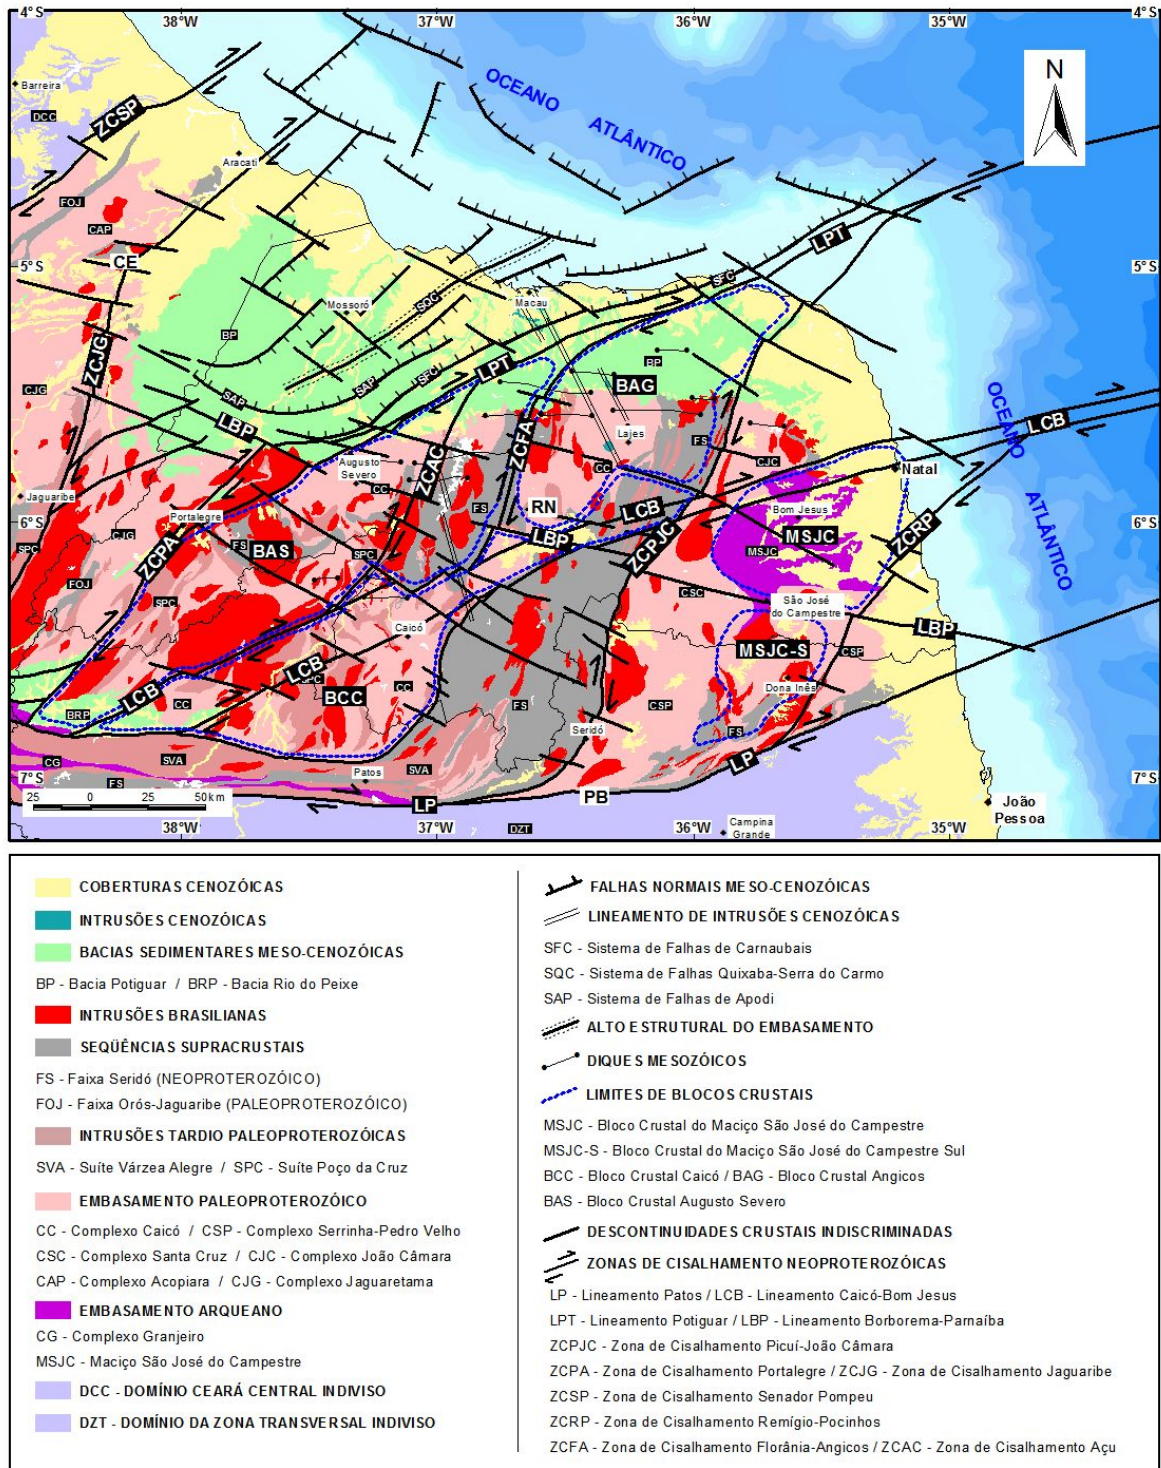 4°S
38°W
37°W
36°W
35°W
4°S
Barreira
DCC
ZCSP
OCEANO
ATLÂNTICO
N
Aracati
FOJ
CAP
CE
LPT
5°S
5°S
SFC
Mossoró
SQC
Macau
BP
ZCJG
BP
CJG
SAP
SAP
SFC
LPT
BAG
OCEANO
LBP
ZCFA
LCB
Lajes
FS
Augusto
Severo
ZCAC
CC
CJC
CC
Natal
Jaguaribe
RN
LCB
Bom Jesus
ATLÂNTICO
6°S
Portalegre
FS
6°S
CJG
LBP
MSJC
ZCRP
SPC
FS
BAS
SPC
ZCPJC
MSJC
ZCPA
FOJ
CSC
São José
do Campestre
SPC
Caicó
LBP
MSJC-S
CSP
LCB
LCB
SPC
Dona Inês
BCC
CC
CC
FS
CSP
BRP
Seridó
FS
CG
SVA
SVA
LP
7°S
FS
Patos
7°S
25 0 25 50km
LP
PB
João
Pessoa
38°W
37°W
DZT
36°W
Campina
Grande
35°W
COBERTURAS CENOZÓICAS
INTRUSÕES CENOZÓICAS
BACIAS SEDIMENTARES MESO-CENOZÓICAS
BP - Bacia Potiguar / BRP - Bacia Rio do Peixe
INTRUSÕES BRASILIANAS
SEQÜÊNCIAS SUPRACRUSTAIS
FS - Faixa Seridó (NEOPROTEROZÓICO)
FOJ - Faixa Orós-Jaguaribe (PALEOPROTEROZÓICO)
INTRUSÕES TARDIO PALEOPROTEROZÓICAS
SVA - Suíte Várzea Alegre / SPC - Suíte Poço da Cruz
EMBASAMENTO PALEOPROTEROZÓICO
CC - Complexo Caicó / CSP - Complexo Serrinha-Pedro Velho
CSC - Complexo Santa Cruz / CJC - Complexo João Câmara
CAP - Complexo Acopiara / CJG - Complexo Jaguaretama
EMBASAMENTO ARQUEANO
CG - Complexo Granjeiro
MSJC - Maciço São José do Campestre
DCC - DOMÍNIO CEARÁ CENTRAL INDIVISO
DZT - DOMÍNIO DA ZONA TRANSVERSAL INDIVISO
FALHAS NORMAIS MESO-CENOZÓICAS
LINEAMENTO DE INTRUSÕES CENOZÓICAS
SFC - Sistema de Falhas de Carnaubais
SQC - Sistema de Falhas Quixaba-Serra do Carmo
SAP - Sistema de Falhas de Apodi
ALTO ESTRUTURAL DO EMBASAMENTO
DIQUES MESOZÓICOS
LIMITES DE BLOCOS CRUSTAIS
MSJC - Bloco Crustal do Maciço São José do Campestre
MSJC-S - Bloco Crustal do Maciço São José do Campestre Sul
BCC - Bloco Crustal Caicó / BAG - Bloco Crustal Angicos
BAS - Bloco Crustal Augusto Severo
DESCONTINUIDADES CRUSTAIS INDISCRIMINADAS
ZONAS DE CISALHAMENTO NEOPROTEROZÓICAS
LP - Lineamento Patos / LCB - Lineamento Caicó-Bom Jesus
LPT - Lineamento Potiguar / LBP - Lineamento Borborema-Parnaíba
ZCPJC - Zona de Cisalhamento Picuí-João Câmara
ZCPA - Zona de Cisalhamento Portalegre / ZCJG - Zona de Cisalhamento Jaguaribe
ZCSP - Zona de Cisalhamento Senador Pompeu
ZCRP - Zona de Cisalhamento Remígio-Pocinhos
ZCFA - Zona de Cisalhamento Florânia-Angicos / ZCAC - Zona de Cisalhamento Açu